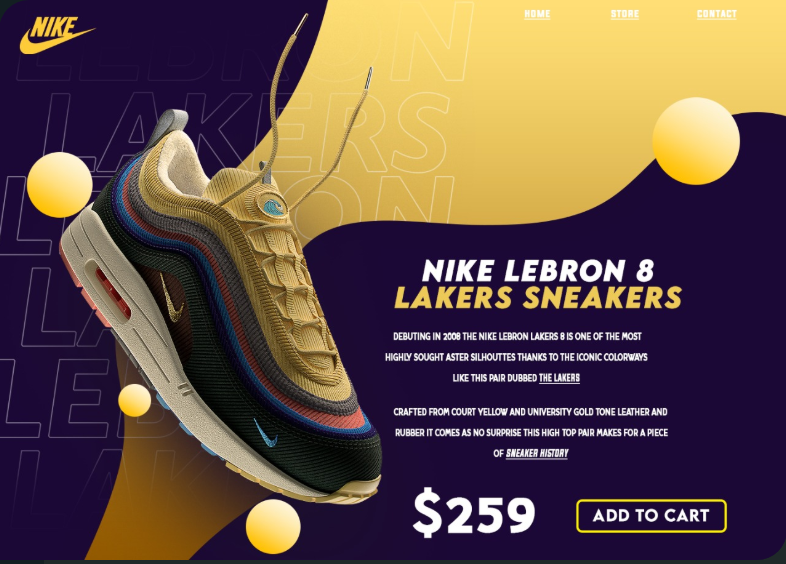 NIKE
HOME
STORE
CONTACT
LEBRON
LAKERS
LEBRON
LA
LEB
LA
NIKE LEBRON 8
LAKERS SNEAKERS
DEBUTING IN 2008 THE NIKE LEBRON LAKERS 8 IS ONE OF THE MOST
HIGHLY SOUGHT ASTER SILHOUTTES THANKS TO THE ICONIC COLORWAYS
LIKE THIS PAIR DUBBED THE LAKERS
CRAFTED FROM COURT YELLOW AND UNIVERSITY GOLD TONE LEATHER AND
RUBBER IT COMES AS NO SURPRISE THIS HIGH TOP PAIR MAKES FOR A PIECE
OF SNEAKER HISTORY
$259
ADD TO CART